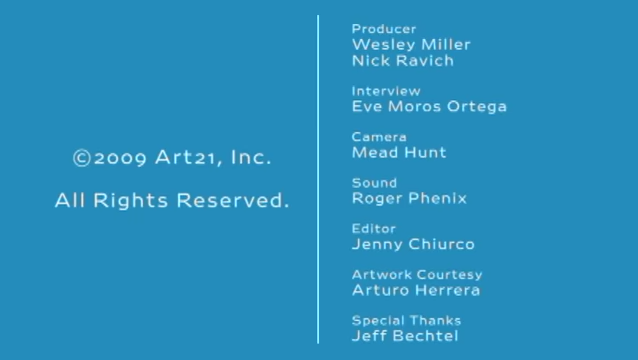 ©2009 Art21, Inc.
All Rights Reserved.
Producer
Wesley Miller
Nick Ravich
Interview
Eve Moros Ortega
Camera
Mead Hunt
Sound
Roger Phenix
Editor
Jenny Chiurco
Artwork Courtesy
Arturo Herrera
Special Thanks
Jeff Bechtel